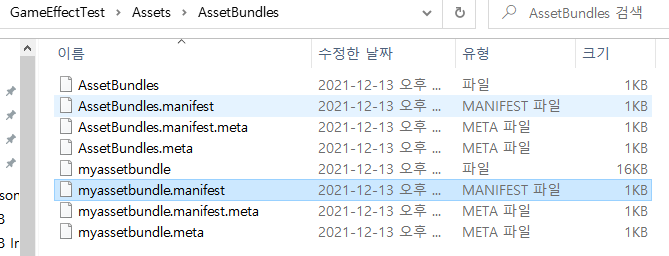 GameEffectTest > Assets > AssetBundles
AssetBundles 검색
이름 수정한 날짜 유형 크기
AssetBundles 2021-12-13 오후 ... 파일 1KB
AssetBundles.manifest 2021-12-13 오후 ... MANIFEST 파일 1KB
AssetBundles.manifest.meta 2021-12-13 오후 ... META 파일 1KB
AssetBundles.meta 2021-12-13 오후 ... META 파일 1KB
myassetbundle 2021-12-13 오후 ... 파일 16KB
myassetbundle.manifest 2021-12-13 오후 ... MANIFEST 파일 1KB
son
myassetbundle.manifest.meta 2021-12-13 오후 ... META 파일 1KB
myassetbundle.meta 2021-12-13 오후 ... META 파일 1KB